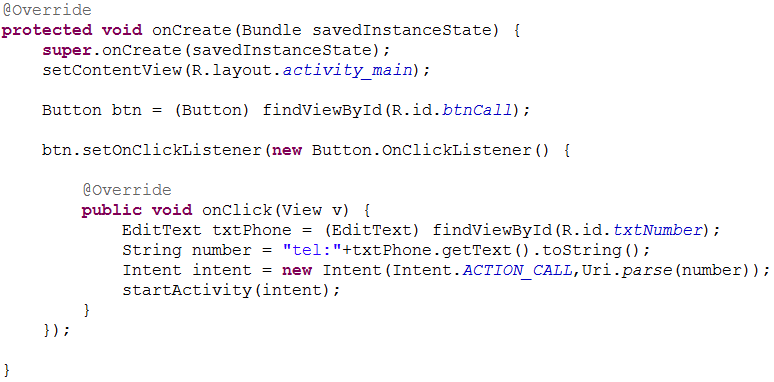 @Override
protected void onCreate(Bundle savedInstanceState) {
    super.onCreate(savedInstanceState);
    setContentView(R.layout.activity_main);

    Button btn = (Button) findViewById(R.id.btnCall);

    btn.setOnClickListener(new Button.OnClickListener() {

        @Override
        public void onClick(View v) {
            EditText txtPhone = (EditText) findViewById(R.id.txtNumber);
            String number = "tel:"+txtPhone.getText().toString();
            Intent intent = new Intent(Intent.ACTION_CALL,Uri.parse(number));
            startActivity(intent);
        }
    });

}